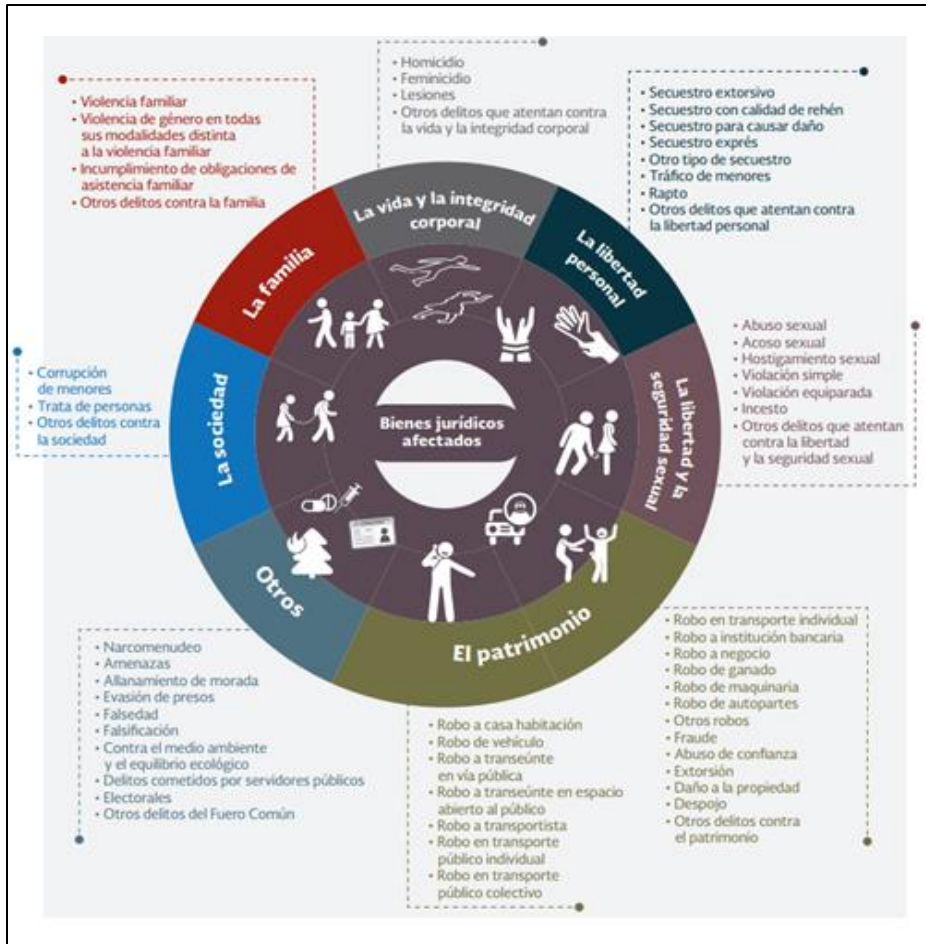 • Homicidio
• Feminicidio
• Lesiones
• Otros delitos que atentan contra
la vida y la integridad corporal
• Violencia familiar
• Violencia de género en todas
sus modalidades distinta
a la violencia familiar
• Incumplimiento de obligaciones de
asistencia familiar
• Otros delitos contra la familia
• Secuestro extorsivo
• Secuestro con calidad de rehén
• Secuestro para causar daño
• Secuestro exprés
• Otro tipo de secuestro
• Tráfico de menores
• Rapto
• Otros delitos que atentan contra
la libertad personal
La vida y la integridad
corporal
La familia
La libertad
personal
• Corrupción
de menores
• Trata de personas
• Otros delitos contra
la sociedad
La sociedad
Bienes jurídicos
afectados
La libertad y la
seguridad sexual
• Abuso sexual
• Acoso sexual
• Hostigamiento sexual
• Violación simple
• Violación equiparada
• Incesto
• Otros delitos que atentan
contra la libertad
y la seguridad sexual
Otros
El patrimonio
• Narcomenudeo
• Amenazas
• Allanamiento de morada
• Evasión de presos
• Falsedad
• Falsificación
• Contra el medio ambiente
y el equilibrio ecológico
• Delitos cometidos por servidores públicos
• Electorales
• Otros delitos del Fuero Común
• Robo a casa habitación
• Robo de vehículo
• Robo a transeúnte
en vía pública
• Robo a transeúnte en espacio
abierto al público
• Robo a transportista
• Robo en transporte
público individual
• Robo en transporte
público colectivo
• Robo en transporte individual
• Robo a institución bancaria
• Robo a negocio
• Robo de ganado
• Robo de maquinaria
• Robo de autopartes
• Otros robos
• Fraude
• Abuso de confianza
• Extorsión
• Daño a la propiedad
• Despojo
• Otros delitos contra
el patrimonio